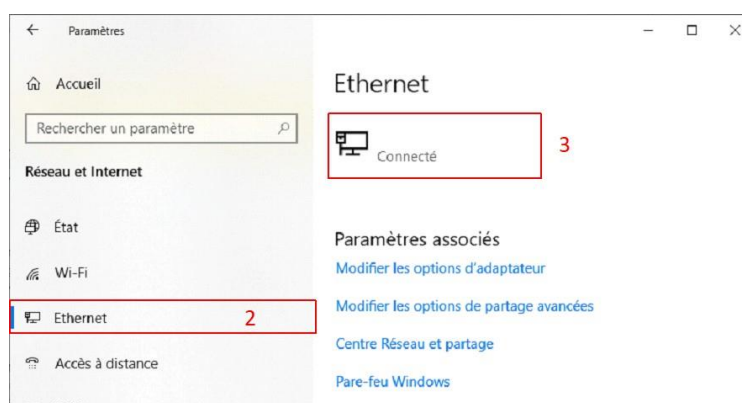 Paramètres
Accueil
Rechercher un paramètre
Réseau et Internet
État
Wi-Fi
Ethernet 2
Accès à distance
Ethernet
Connecté 3
Paramètres associés
Modifier les options d'adaptateur
Modifier les options de partage avancées
Centre Réseau et partage
Pare-feu Windows